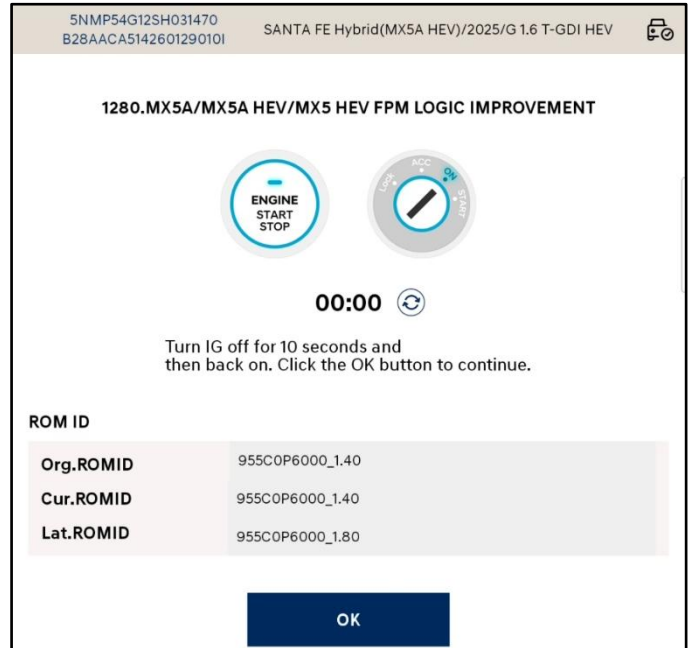 5NMP54G12SH031470
B28AACA514260129010I
SANTA FE Hybrid(MX5A HEV)/2025/G 1.6 T-GDI HEV
1280.MX5A/MX5A HEV/MX5 HEV FPM LOGIC IMPROVEMENT
ENGINE
START
STOP
LOCK
ACC
ON
START
00:00
Turn IG off for 10 seconds and
then back on. Click the OK button to continue.
ROM ID
Org.ROMID 955C0P6000_1.40
Cur.ROMID 955C0P6000_1.40
Lat.ROMID 955C0P6000_1.80
OK